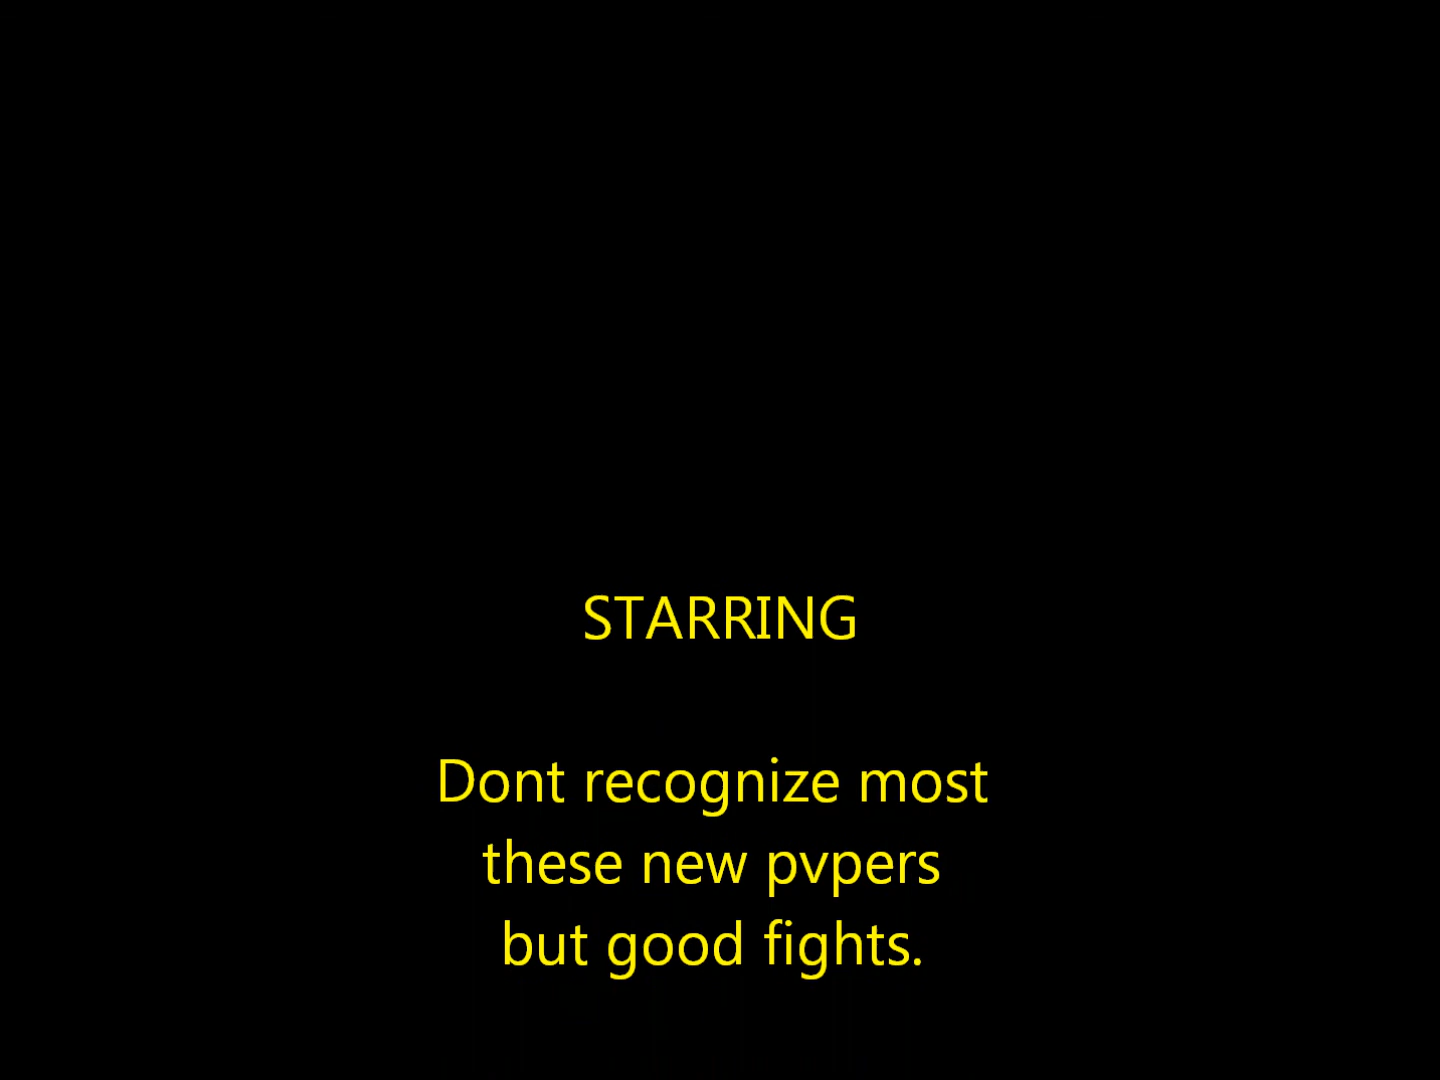 STARRING
Dont recognize most
these new pvpers
but good fights.